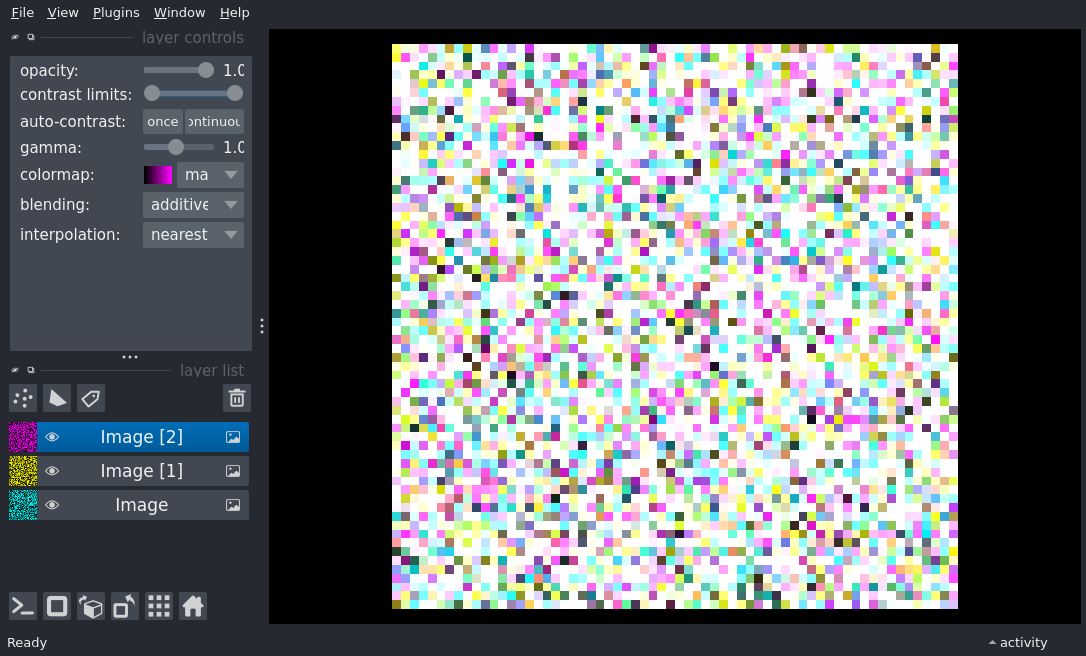 File View Plugins Window Help
layer controls
opacity: 1.0
contrast limits:
auto-contrast: once ontinuou
gamma: 1.0
colormap: ma
blending: additive
interpolation: nearest
layer list
Image [2]
Image [1]
Image
Ready
activity